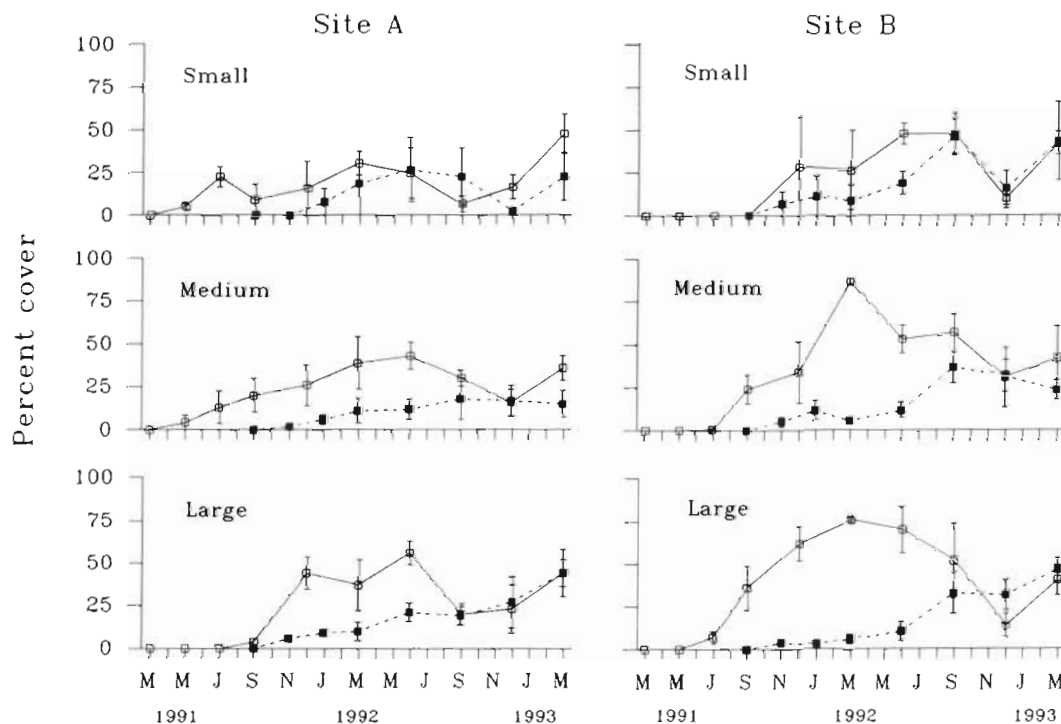 Site A
Site B
Percent cover
100
75
50
25
0
Small
Small
100
75
50
25
0
Medium
Medium
100
75
50
25
0
Large
Large
M M J S N J M M J S N J M
M M J S N J M M J S N J M
1991 1992 1993
1991 1992 1993